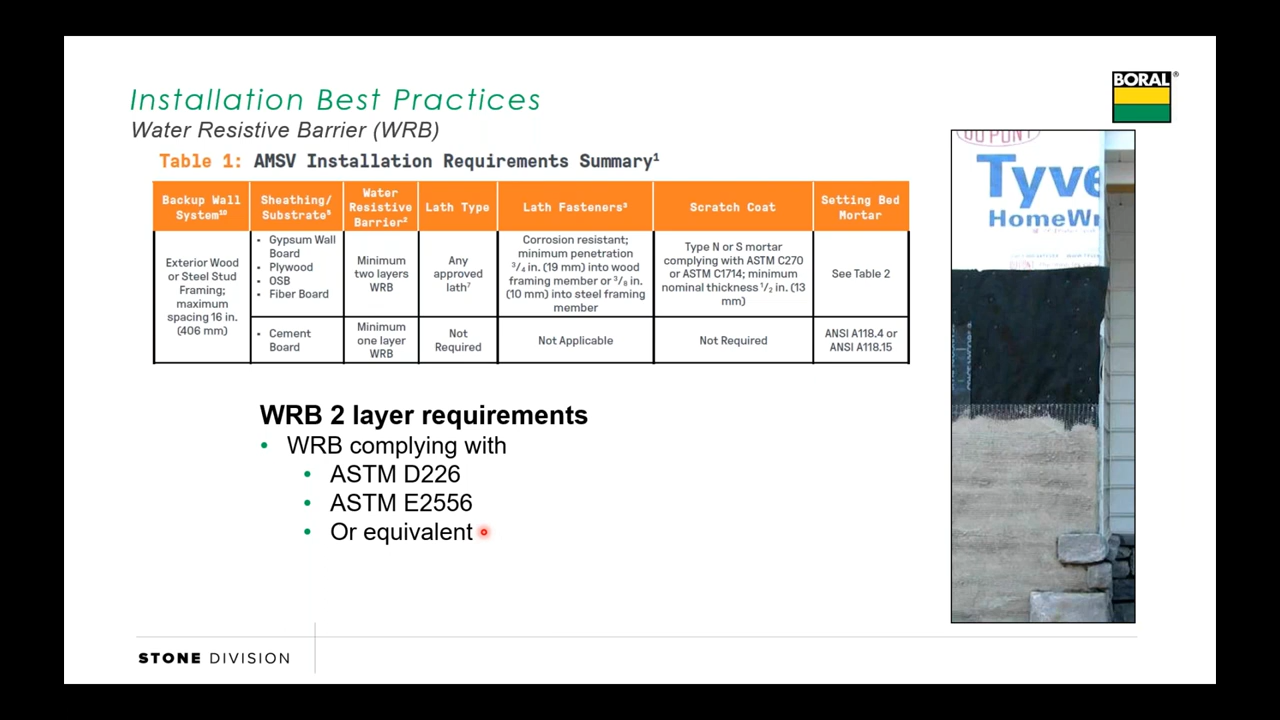 BORAL®
Installation Best Practices
Water Resistive Barrier (WRB)
Table 1: AMSV Installation Requirements Summary¹
Backup Wall
System¹⁰
Sheathing/
Substrate⁵
Water
Resistive
Barrier²
Lath Type
Lath Fasteners³
Scratch Coat
Setting Bed
Mortar
Exterior Wood
or Steel Stud
Framing;
maximum
spacing 16 in.
(406 mm)
• Gypsum Wall
Board
• Plywood
• OSB
• Fiber Board
Minimum
two layers
WRB
Any
approved
lath⁷
Corrosion resistant;
minimum penetration
³/₄ in. (19 mm) into wood
framing member or ³/₈ in.
(10 mm) into steel framing
member
Type N or S mortar
complying with ASTM C270
or ASTM C1714; minimum
nominal thickness ¹/₂ in. (13
mm)
See Table 2
• Cement
Board
Minimum
one layer
WRB
Not
Required
Not Applicable
Not Required
ANSI A118.4 or
ANSI A118.15
WRB 2 layer requirements
• WRB complying with
• ASTM D226
• ASTM E2556
• Or equivalent
DUPONT
Tyve
HomeWr
STONE DIVISION